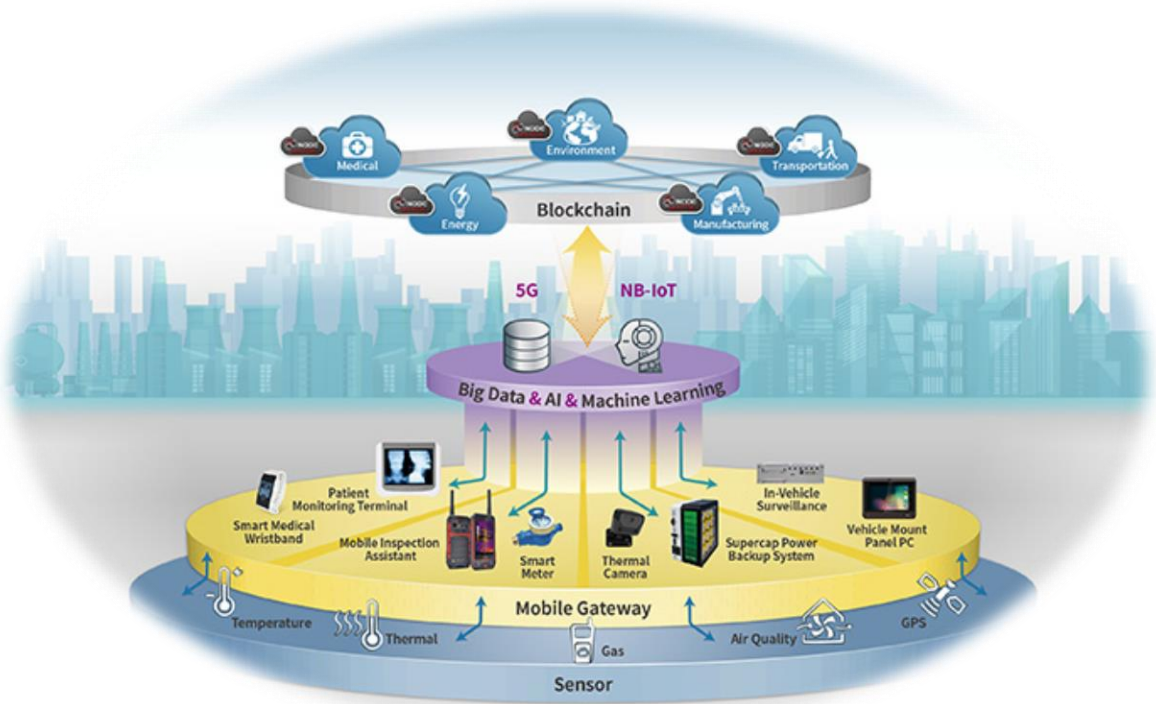 Environment
Medical
Transportation
Energy
Manufacturing
Blockchain
5G
NB-IoT
Big Data & AI & Machine Learning
Patient
Monitoring Terminal
Smart Medical
Wristband
Mobile Inspection
Assistant
Smart
Meter
Thermal
Camera
Supercap Power
Backup System
In-Vehicle
Surveillance
Vehicle Mount
Panel PC
Mobile Gateway
Temperature
Thermal
Gas
Air Quality
GPS
Sensor